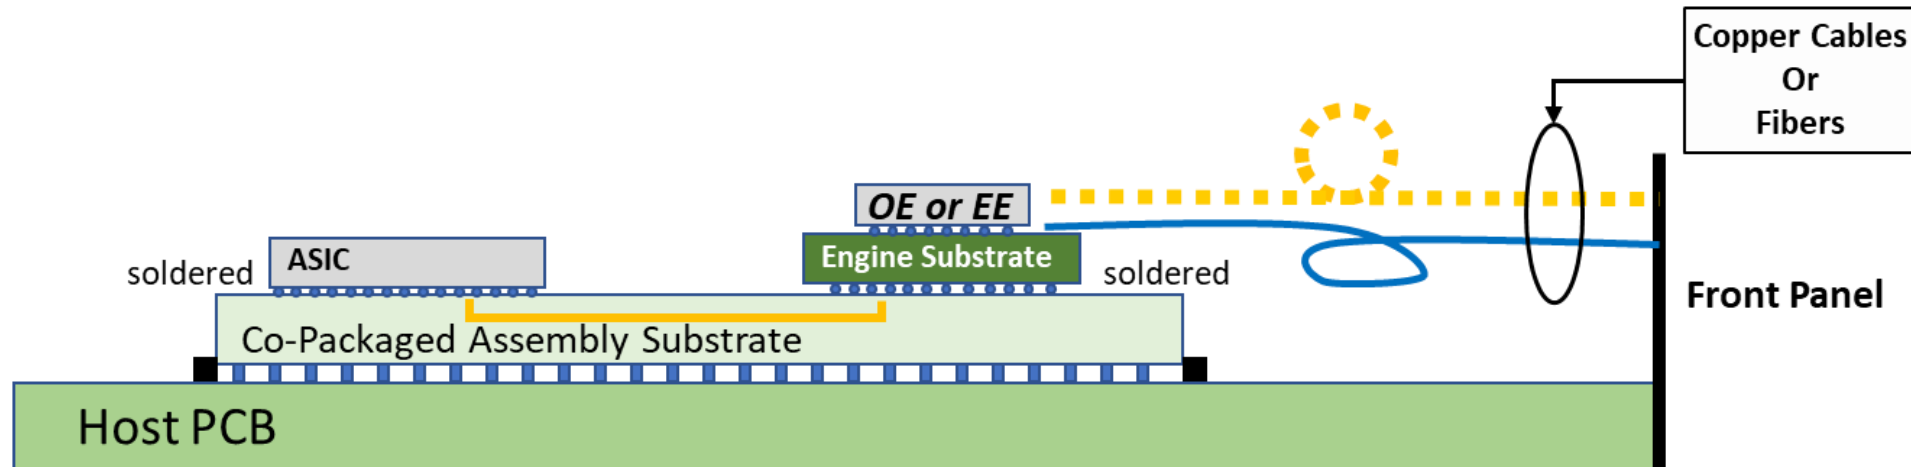 Copper Cables
Or
Fibers
OE or EE
ASIC
Engine Substrate
soldered
soldered
Front Panel
Co-Packaged Assembly Substrate
Host PCB